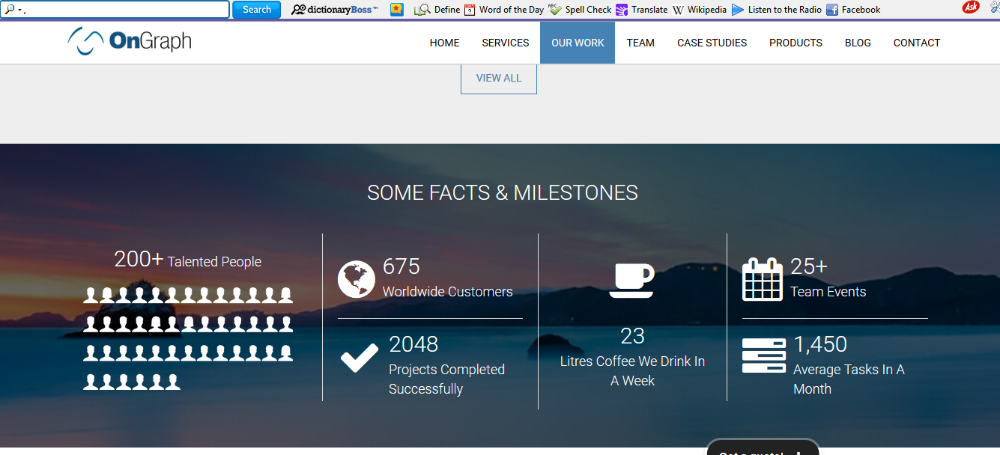 ,
Search
dictionaryBoss™
Define
Word of the Day
ABC
Spell Check
Translate
W
Wikipedia
Listen to the Radio
f
Facebook
Ask
OnGraph
HOME
SERVICES
OUR WORK
TEAM
CASE STUDIES
PRODUCTS
BLOG
CONTACT
VIEW ALL
SOME FACTS & MILESTONES
200+ Talented People
675
Worldwide Customers
2048
Projects Completed
Successfully
23
Litres Coffee We Drink In
A Week
25+
Team Events
1,450
Average Tasks In A
Month